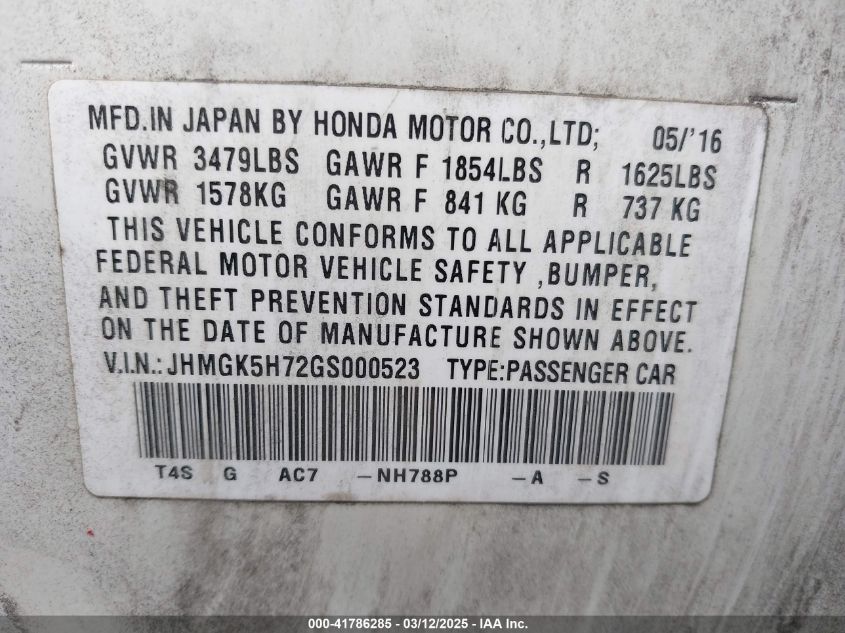 MFD.IN JAPAN BY HONDA MOTOR CO.,LTD; 05/'16
GVWR 3479LBS GAWR F 1854LBS R 1625LBS
GVWR 1578KG GAWR F 841 KG R 737 KG
THIS VEHICLE CONFORMS TO ALL APPLICABLE
FEDERAL MOTOR VEHICLE SAFETY ,BUMPER,
AND THEFT PREVENTION STANDARDS IN EFFECT
ON THE DATE OF MANUFACTURE SHOWN ABOVE.
V.I.N.: JHMGK5H72GS000523 TYPE:PASSENGER CAR
T4S G AC7 -NH788P -A -S
000-41786285 - 03/12/2025 - IAA Inc.